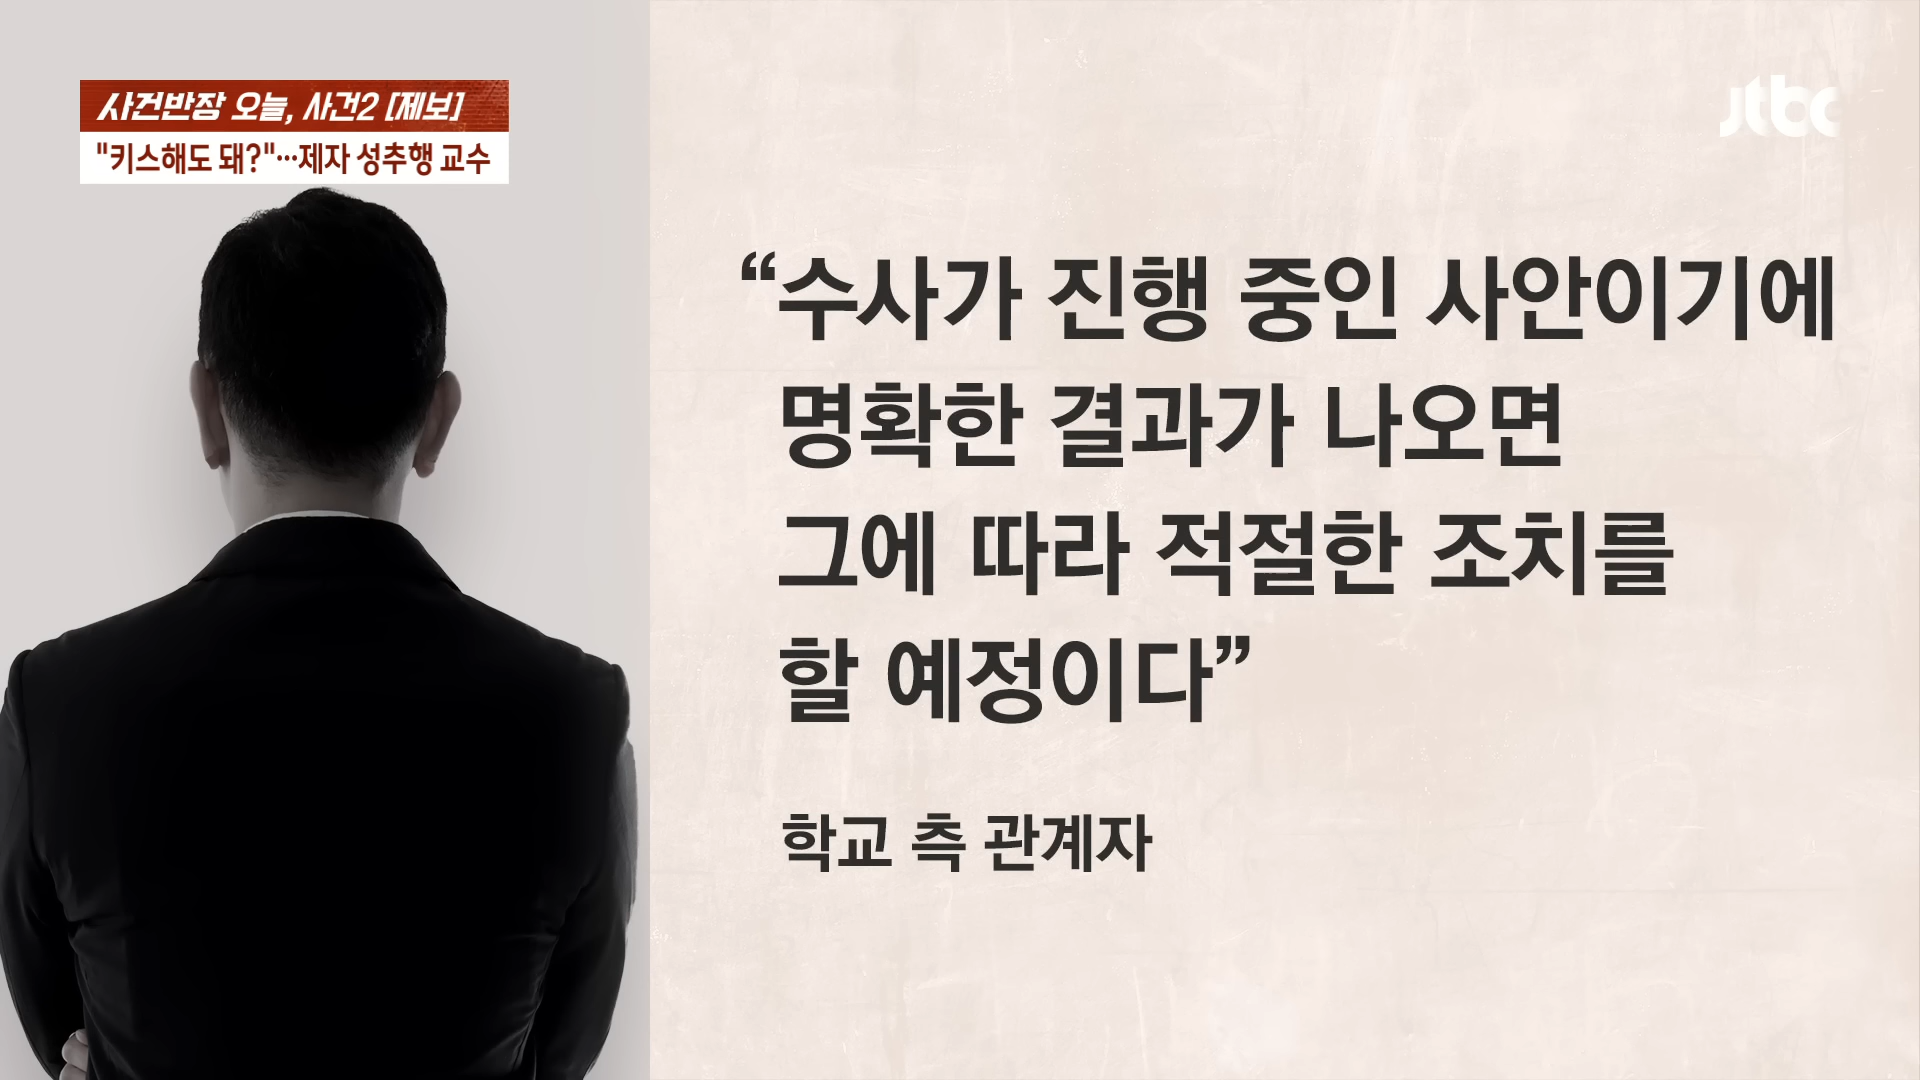 사건반장 오늘, 사건2 [제보]
"키스해도 돼?"…제자 성추행 교수
jtbc
“수사가 진행 중인 사안이기에
명확한 결과가 나오면
그에 따라 적절한 조치를
할 예정이다”
학교 측 관계자